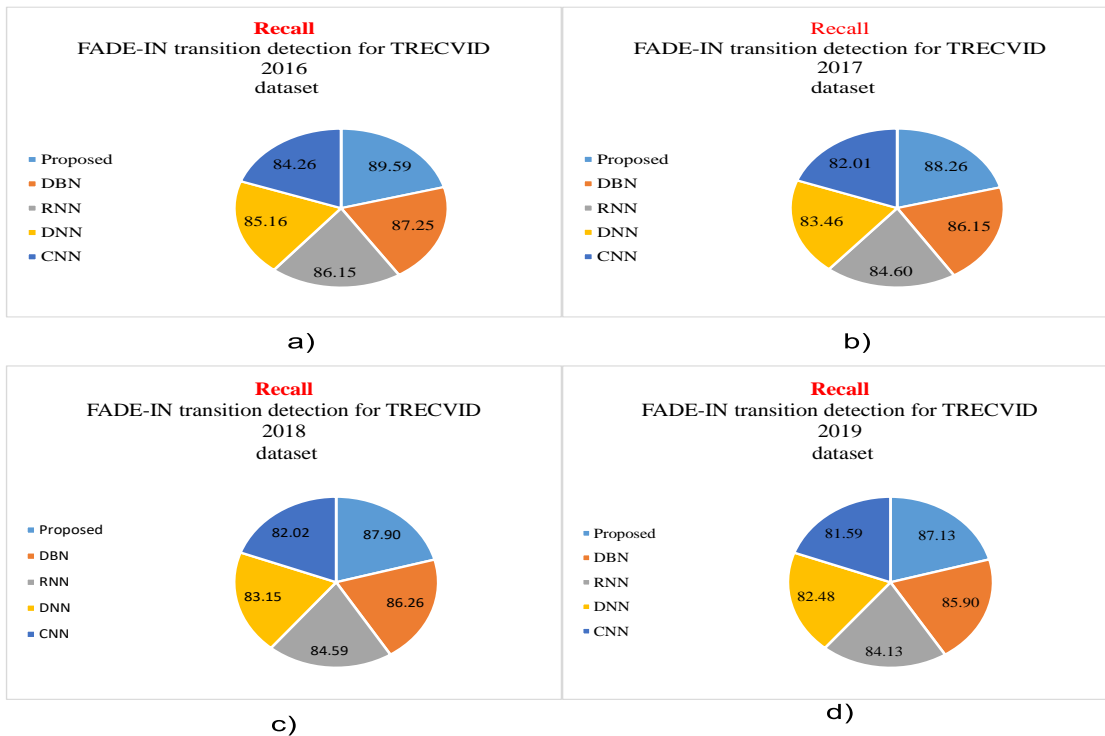 Recall
FADE-IN transition detection for TRECVID
2016
dataset
Proposed
DBN
RNN
DNN
CNN
84.26
89.59
85.16
87.25
86.15
a)
Recall
FADE-IN transition detection for TRECVID
2017
dataset
Proposed
DBN
RNN
DNN
CNN
82.01
88.26
83.46
86.15
84.60
b)
Recall
FADE-IN transition detection for TRECVID
2018
dataset
Proposed
DBN
RNN
DNN
CNN
82.02
87.90
83.15
86.26
84.59
c)
Recall
FADE-IN transition detection for TRECVID
2019
dataset
Proposed
DBN
RNN
DNN
CNN
81.59
87.13
82.48
85.90
84.13
d)